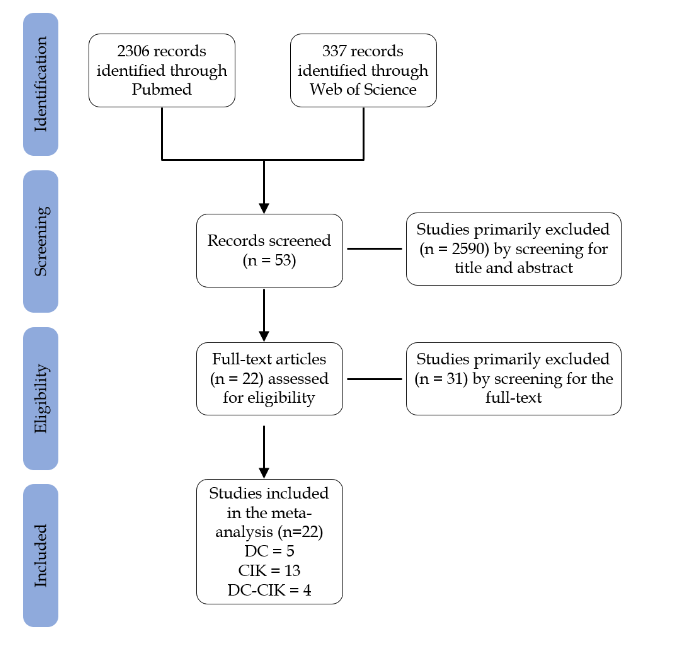 Identification
2306 records
identified through
Pubmed
337 records
identified through
Web of Science
Screening
Records screened
(n = 53)
Studies primarily excluded
(n = 2590) by screening for
title and abstract
Eligibility
Full-text articles
(n = 22) assessed
for eligibility
Studies primarily excluded
(n = 31) by screening for the
full-text
Included
Studies included
in the meta-
analysis (n=22)
DC = 5
CIK = 13
DC-CIK = 4